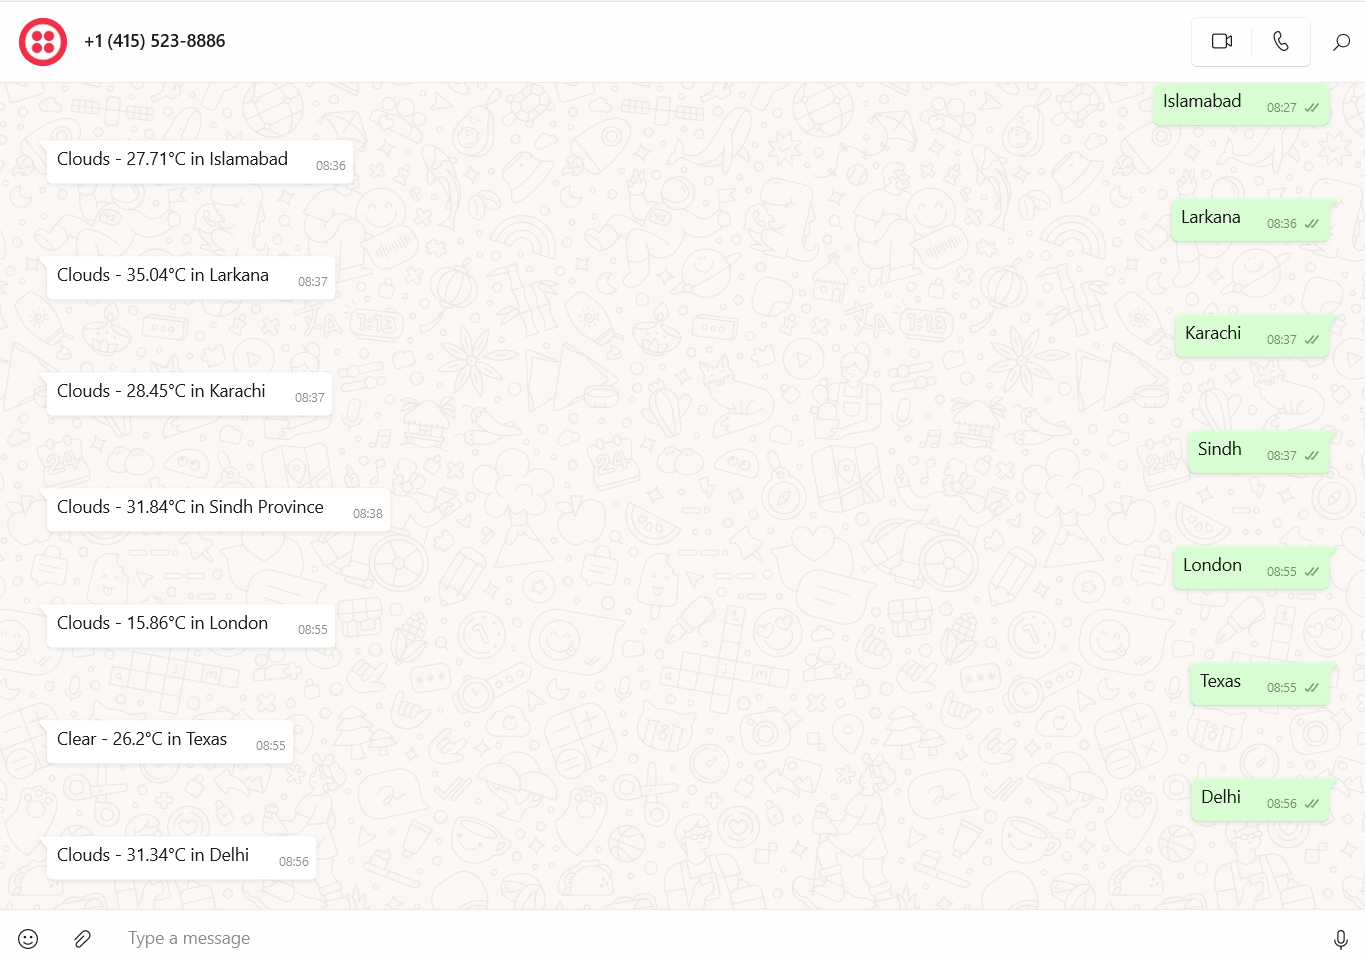 +1 (415) 523-8886
Islamabad 08:27
Clouds - 27.71°C in Islamabad 08:36
Larkana 08:36
Clouds - 35.04°C in Larkana 08:37
Karachi 08:37
Clouds - 28.45°C in Karachi 08:37
Sindh 08:37
Clouds - 31.84°C in Sindh Province 08:38
London 08:55
Clouds - 15.86°C in London 08:55
Texas 08:55
Clear - 26.2°C in Texas 08:55
Delhi 08:56
Clouds - 31.34°C in Delhi 08:56
Type a message